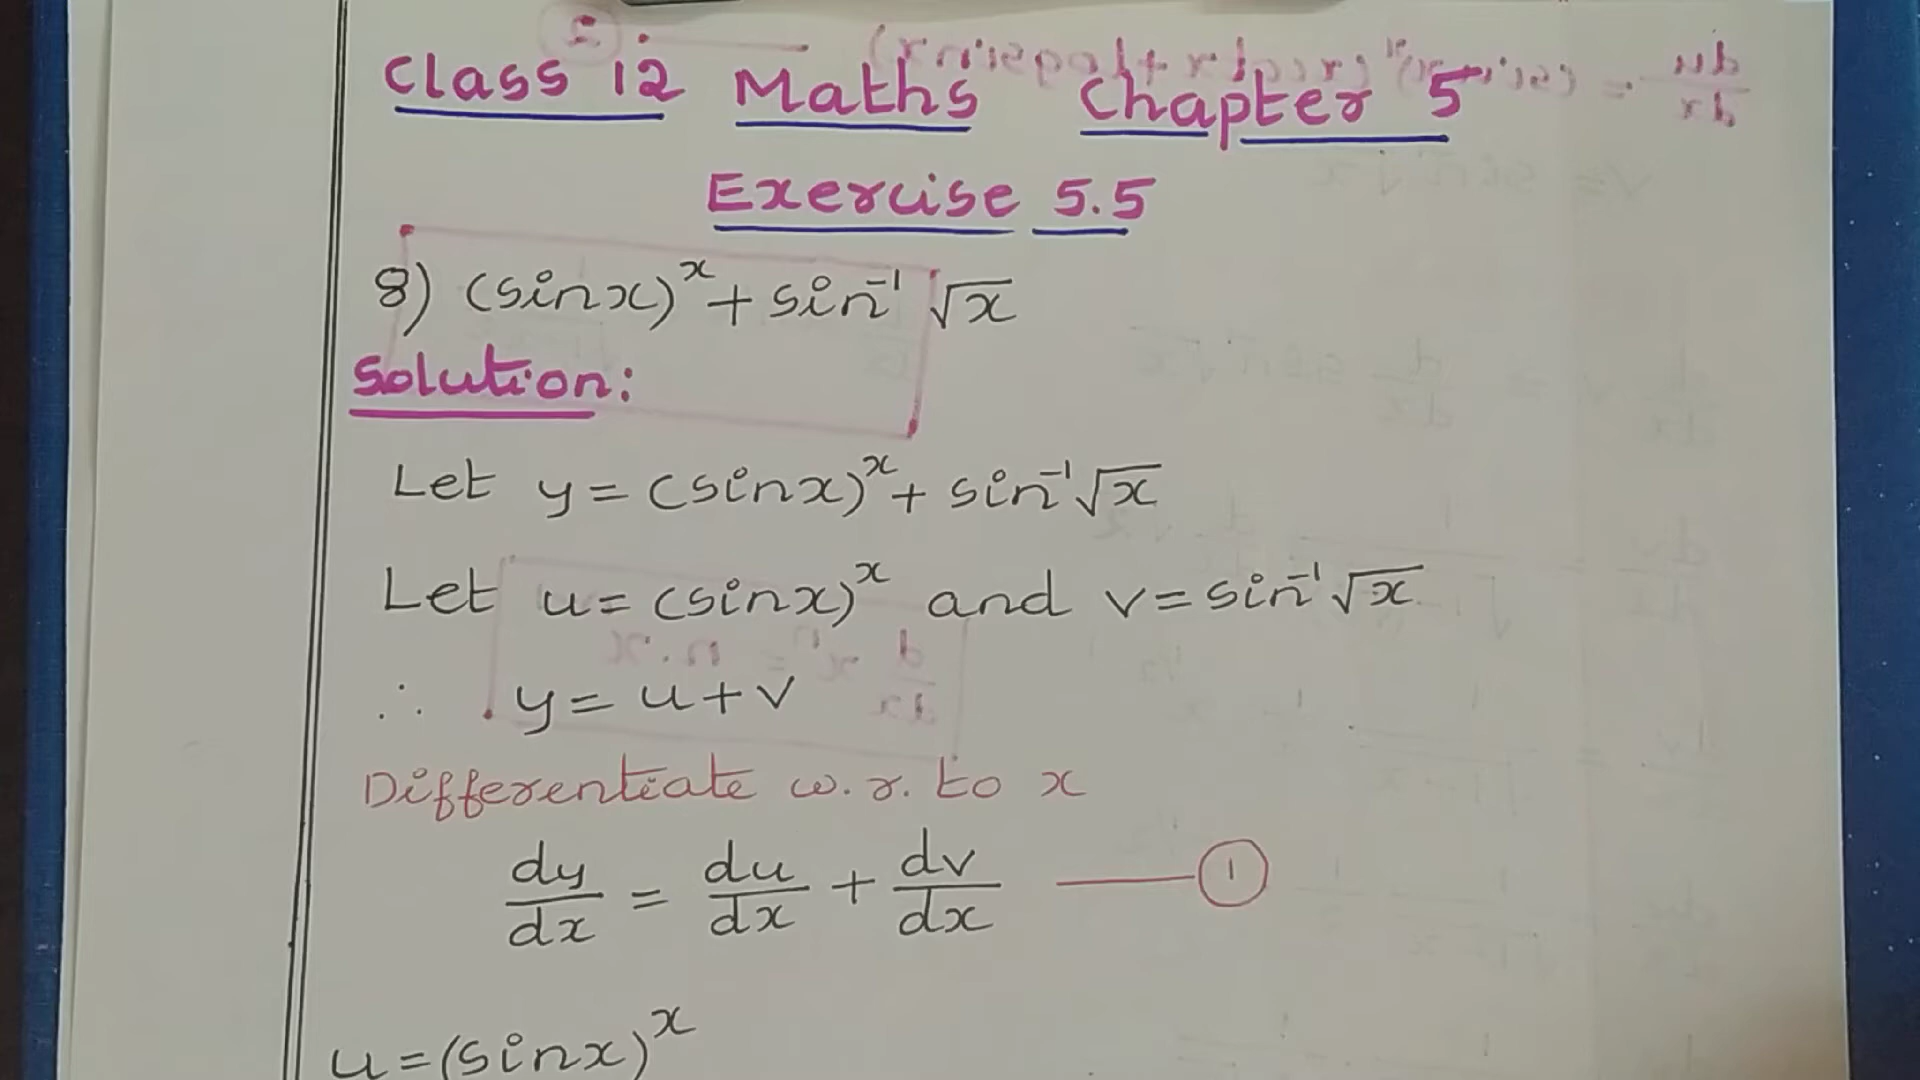 Class 12 Maths Chapter 5
Exercise 5.5
8) (sinx)^x + sin⁻¹ √x
Solution:
Let y = (sinx)^x + sin⁻¹ √x
Let u = (sinx)^x and v = sin⁻¹ √x
∴ y = u + v
Differentiate w.r. to x
dy/dx = du/dx + dv/dx —— ①
u = (sinx)^x